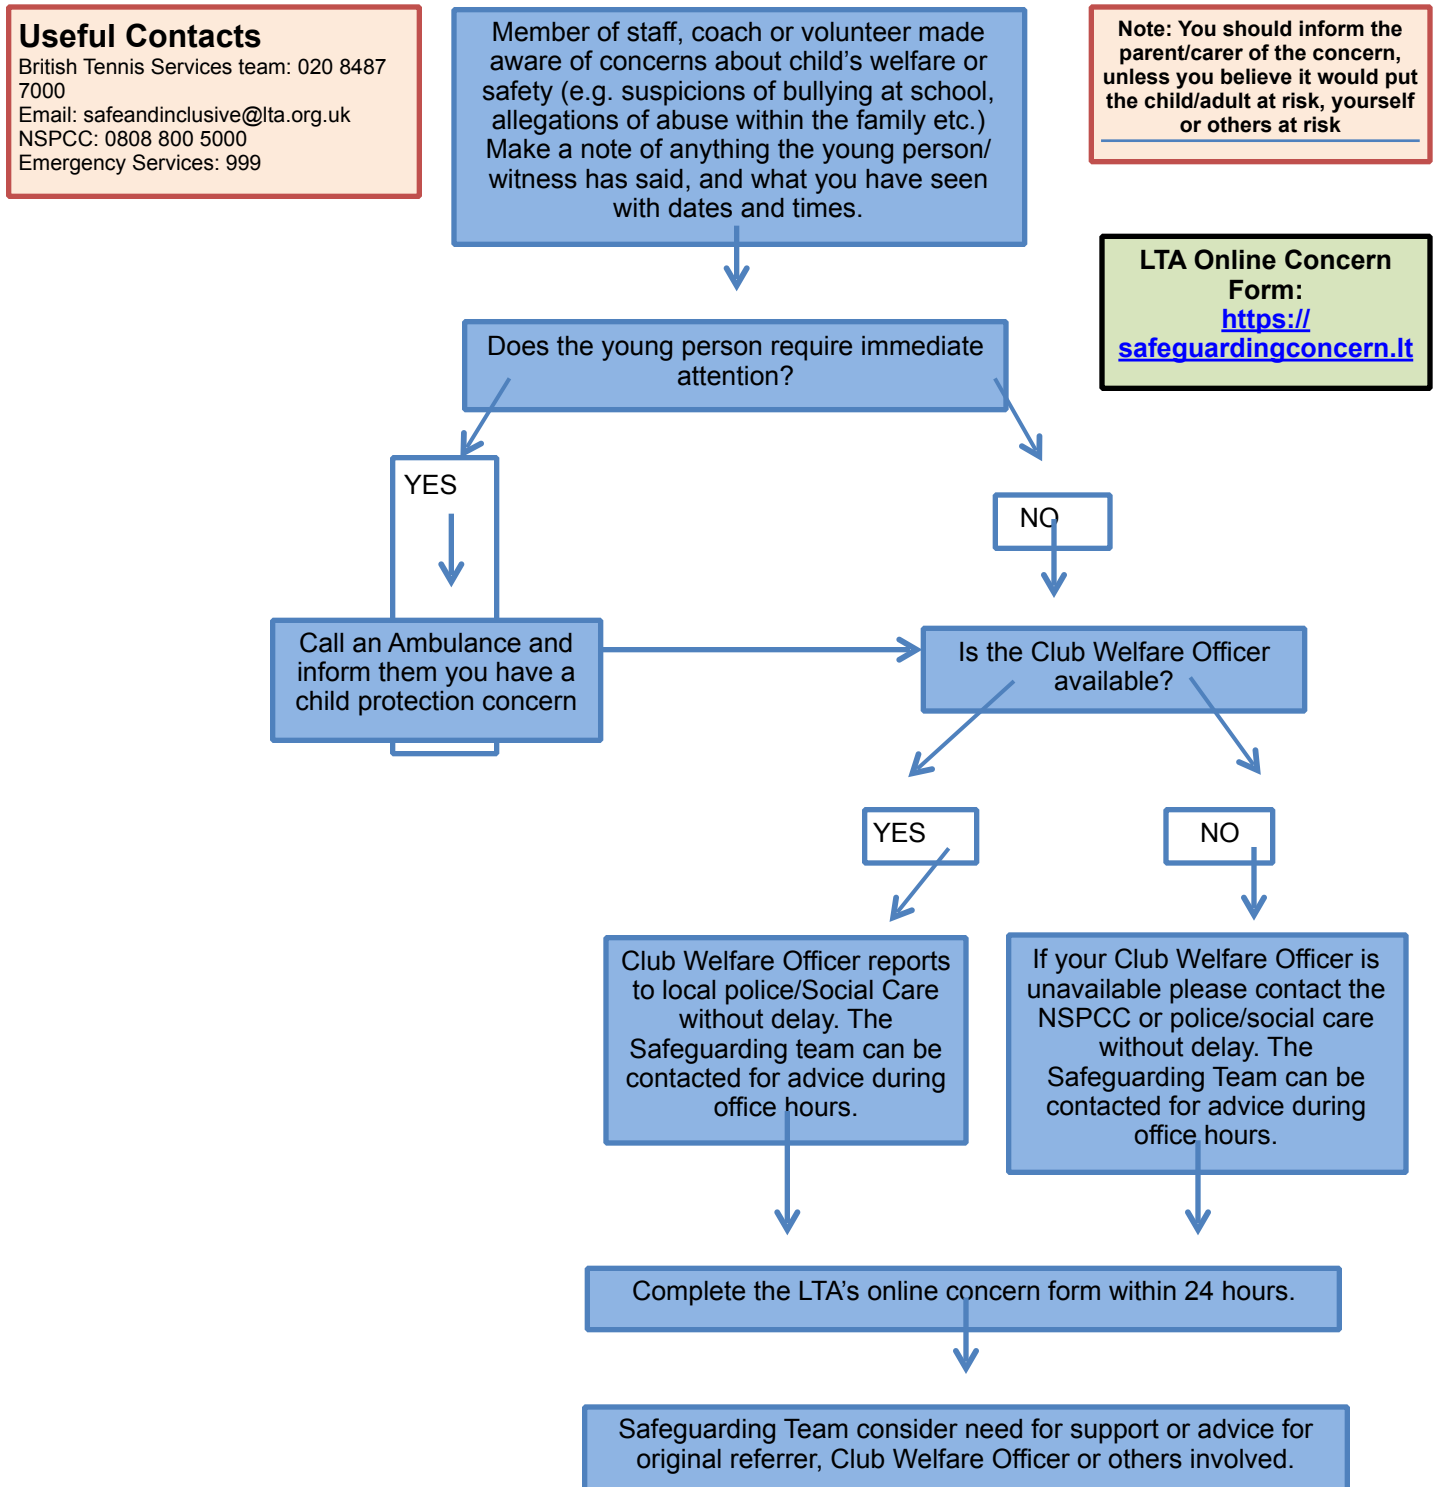 Useful Contacts
British Tennis Services team: 020 8487
7000
Email: safeandinclusive@lta.org.uk
NSPCC: 0808 800 5000
Emergency Services: 999
Member of staff, coach or volunteer made
aware of concerns about child’s welfare or
safety (e.g. suspicions of bullying at school,
allegations of abuse within the family etc.)
Make a note of anything the young person/
witness has said, and what you have seen
with dates and times.
Note: You should inform the
parent/carer of the concern,
unless you believe it would put
the child/adult at risk, yourself
or others at risk
LTA Online Concern
Form:
https://
safeguardingconcern.lt
Does the young person require immediate
attention?
YES
NO
Call an Ambulance and
inform them you have a
child protection concern
Is the Club Welfare Officer
available?
YES
NO
Club Welfare Officer reports
to local police/Social Care
without delay. The
Safeguarding team can be
contacted for advice during
office hours.
If your Club Welfare Officer is
unavailable please contact the
NSPCC or police/social care
without delay. The
Safeguarding Team can be
contacted for advice during
office hours.
Complete the LTA’s online concern form within 24 hours.
Safeguarding Team consider need for support or advice for
original referrer, Club Welfare Officer or others involved.